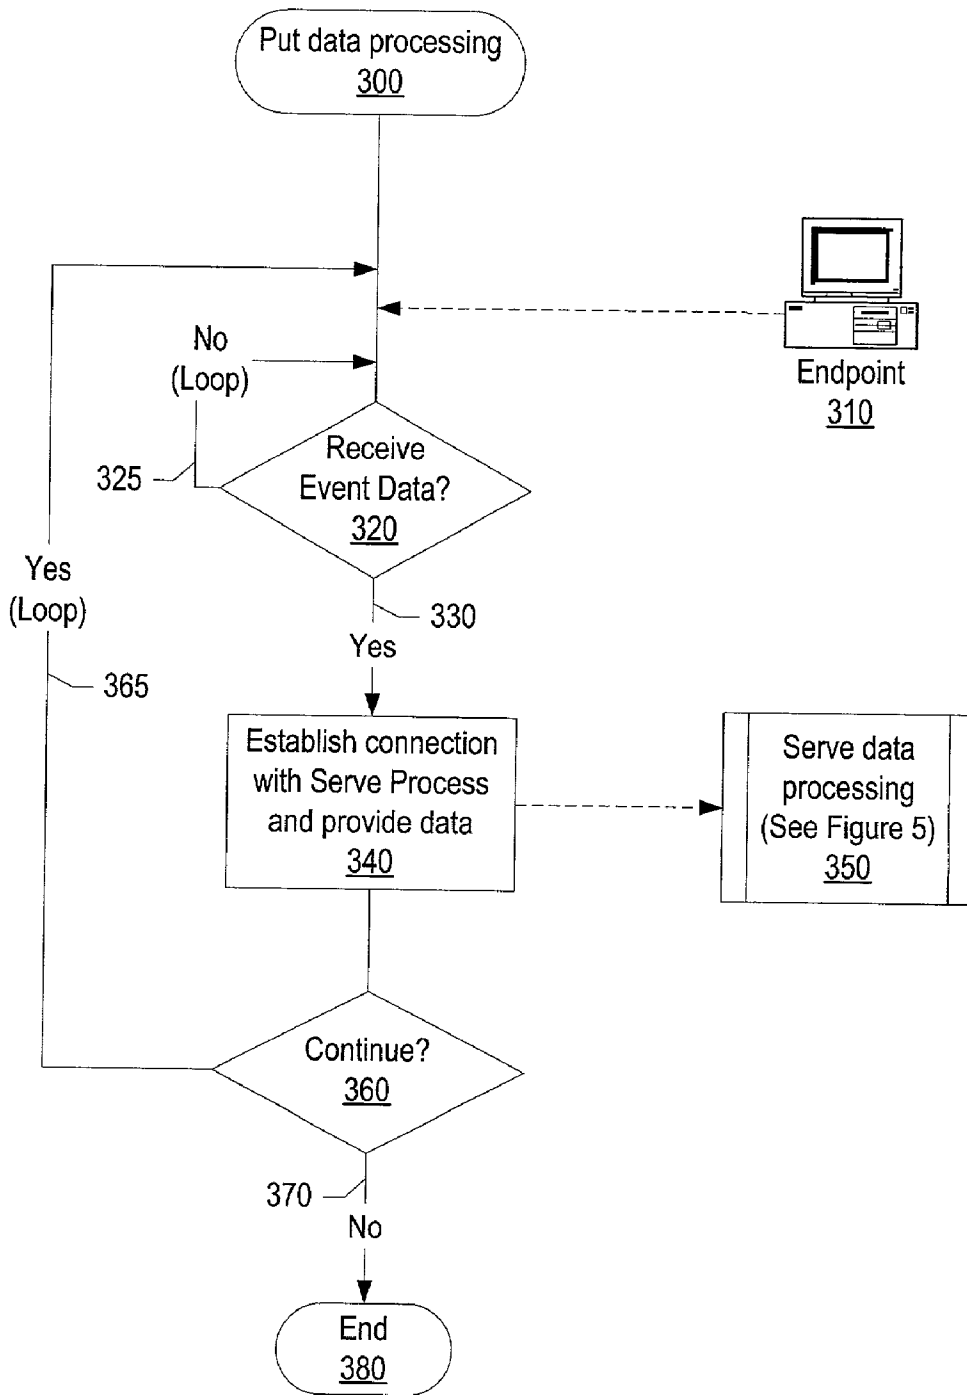 Put data processing
300
No
(Loop)
Endpoint
310
Receive
Event Data?
320
325
330
Yes
Yes
(Loop)
365
Establish connection
with Serve Process
and provide data
340
Serve data
processing
(See Figure 5)
350
Continue?
360
370
No
End
380